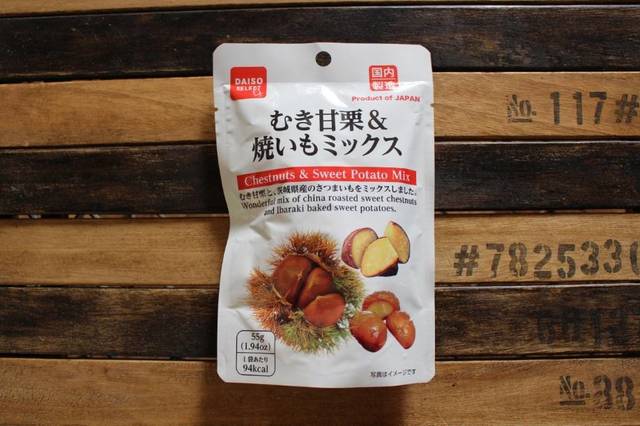 DAISO
SELECT
国内
製造
Product of JAPAN
むき甘栗&
焼いもミックス
Chestnuts & Sweet Potato Mix
むき甘栗と、茨城県産のさつまいもをミックスしました。
Wonderful mix of china roasted sweet chestnuts
and Ibaraki baked sweet potatoes.
55g
(1.94oz)
1袋あたり
94kcal
写真はイメージです
No. 117#
#7825330
No. 38